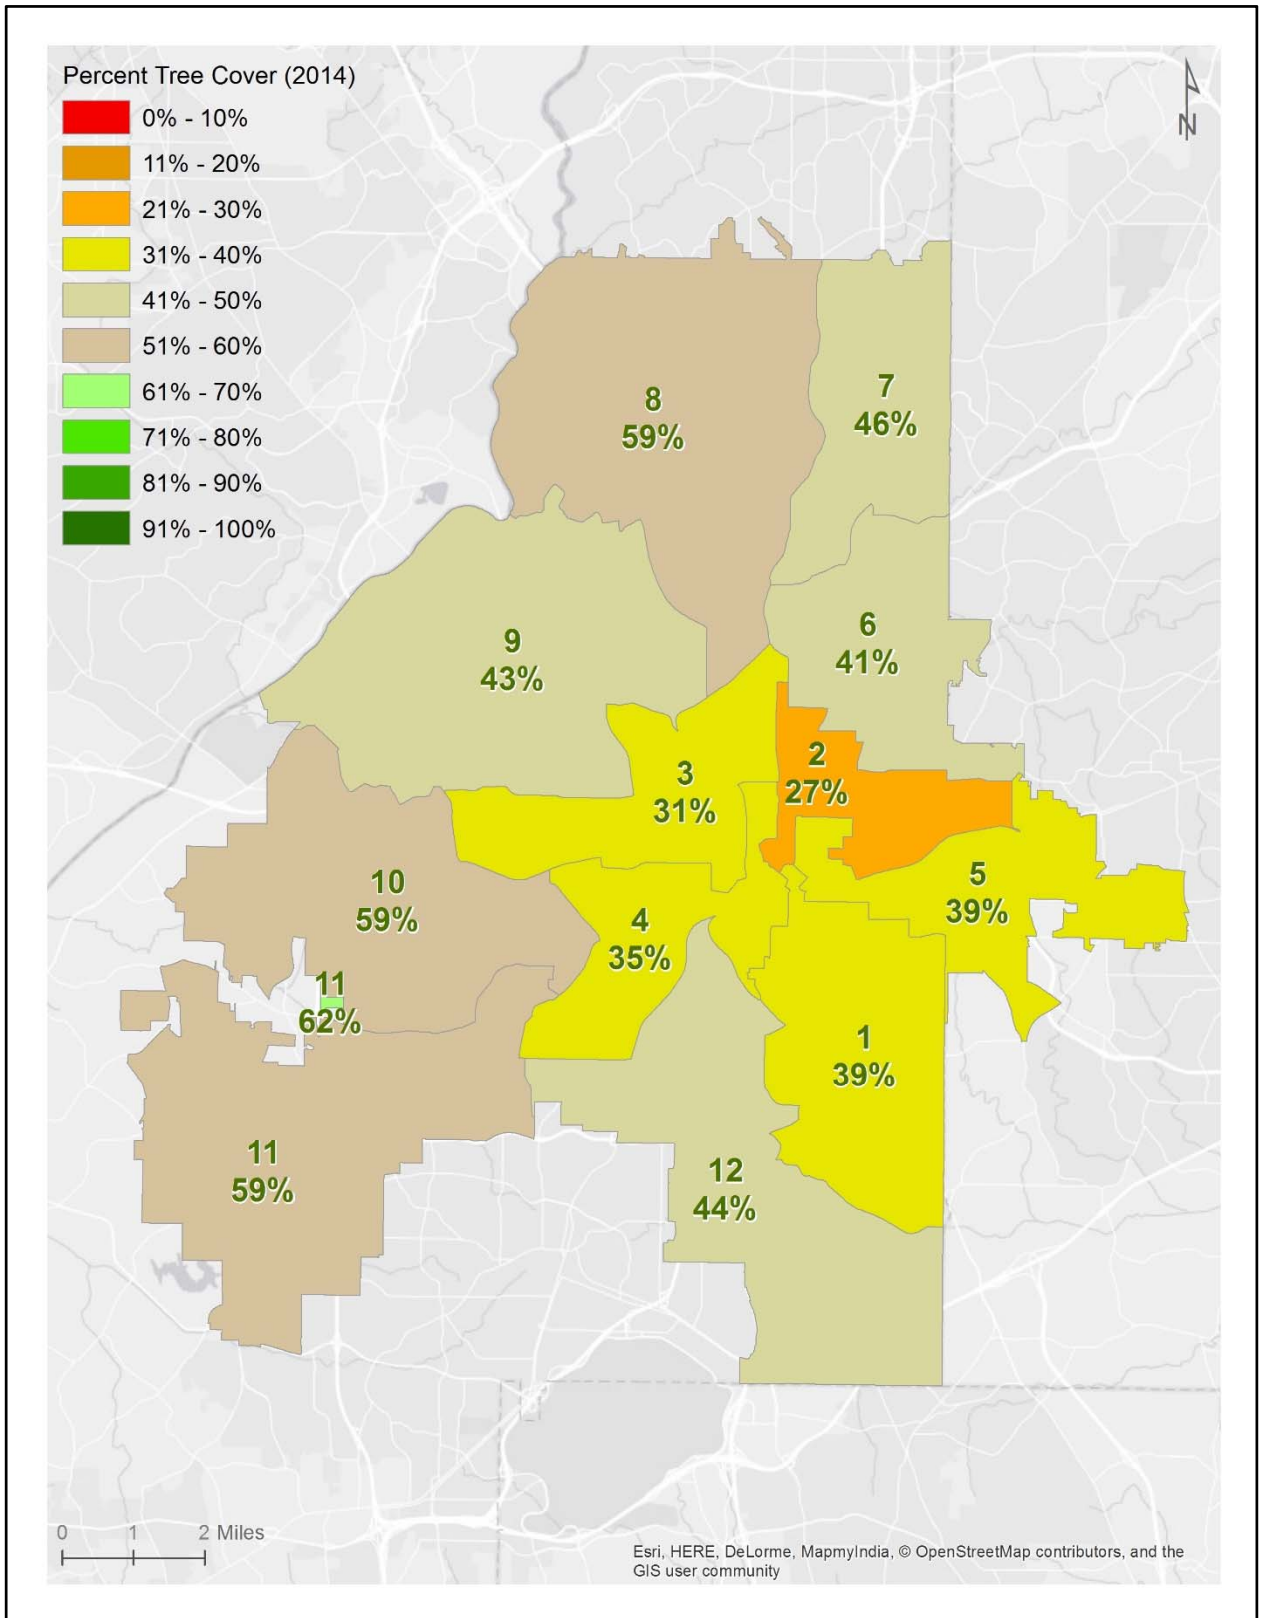 Percent Tree Cover (2014)
0% - 10%
11% - 20%
21% - 30%
31% - 40%
41% - 50%
51% - 60%
61% - 70%
71% - 80%
81% - 90%
91% - 100%
N
8
59%
7
46%
9
43%
6
41%
3
31%
2
27%
10
59%
4
35%
5
39%
11
62%
1
39%
11
59%
12
44%
0 1 2 Miles
Esri, HERE, DeLorme, MapmyIndia, © OpenStreetMap contributors, and the
GIS user community